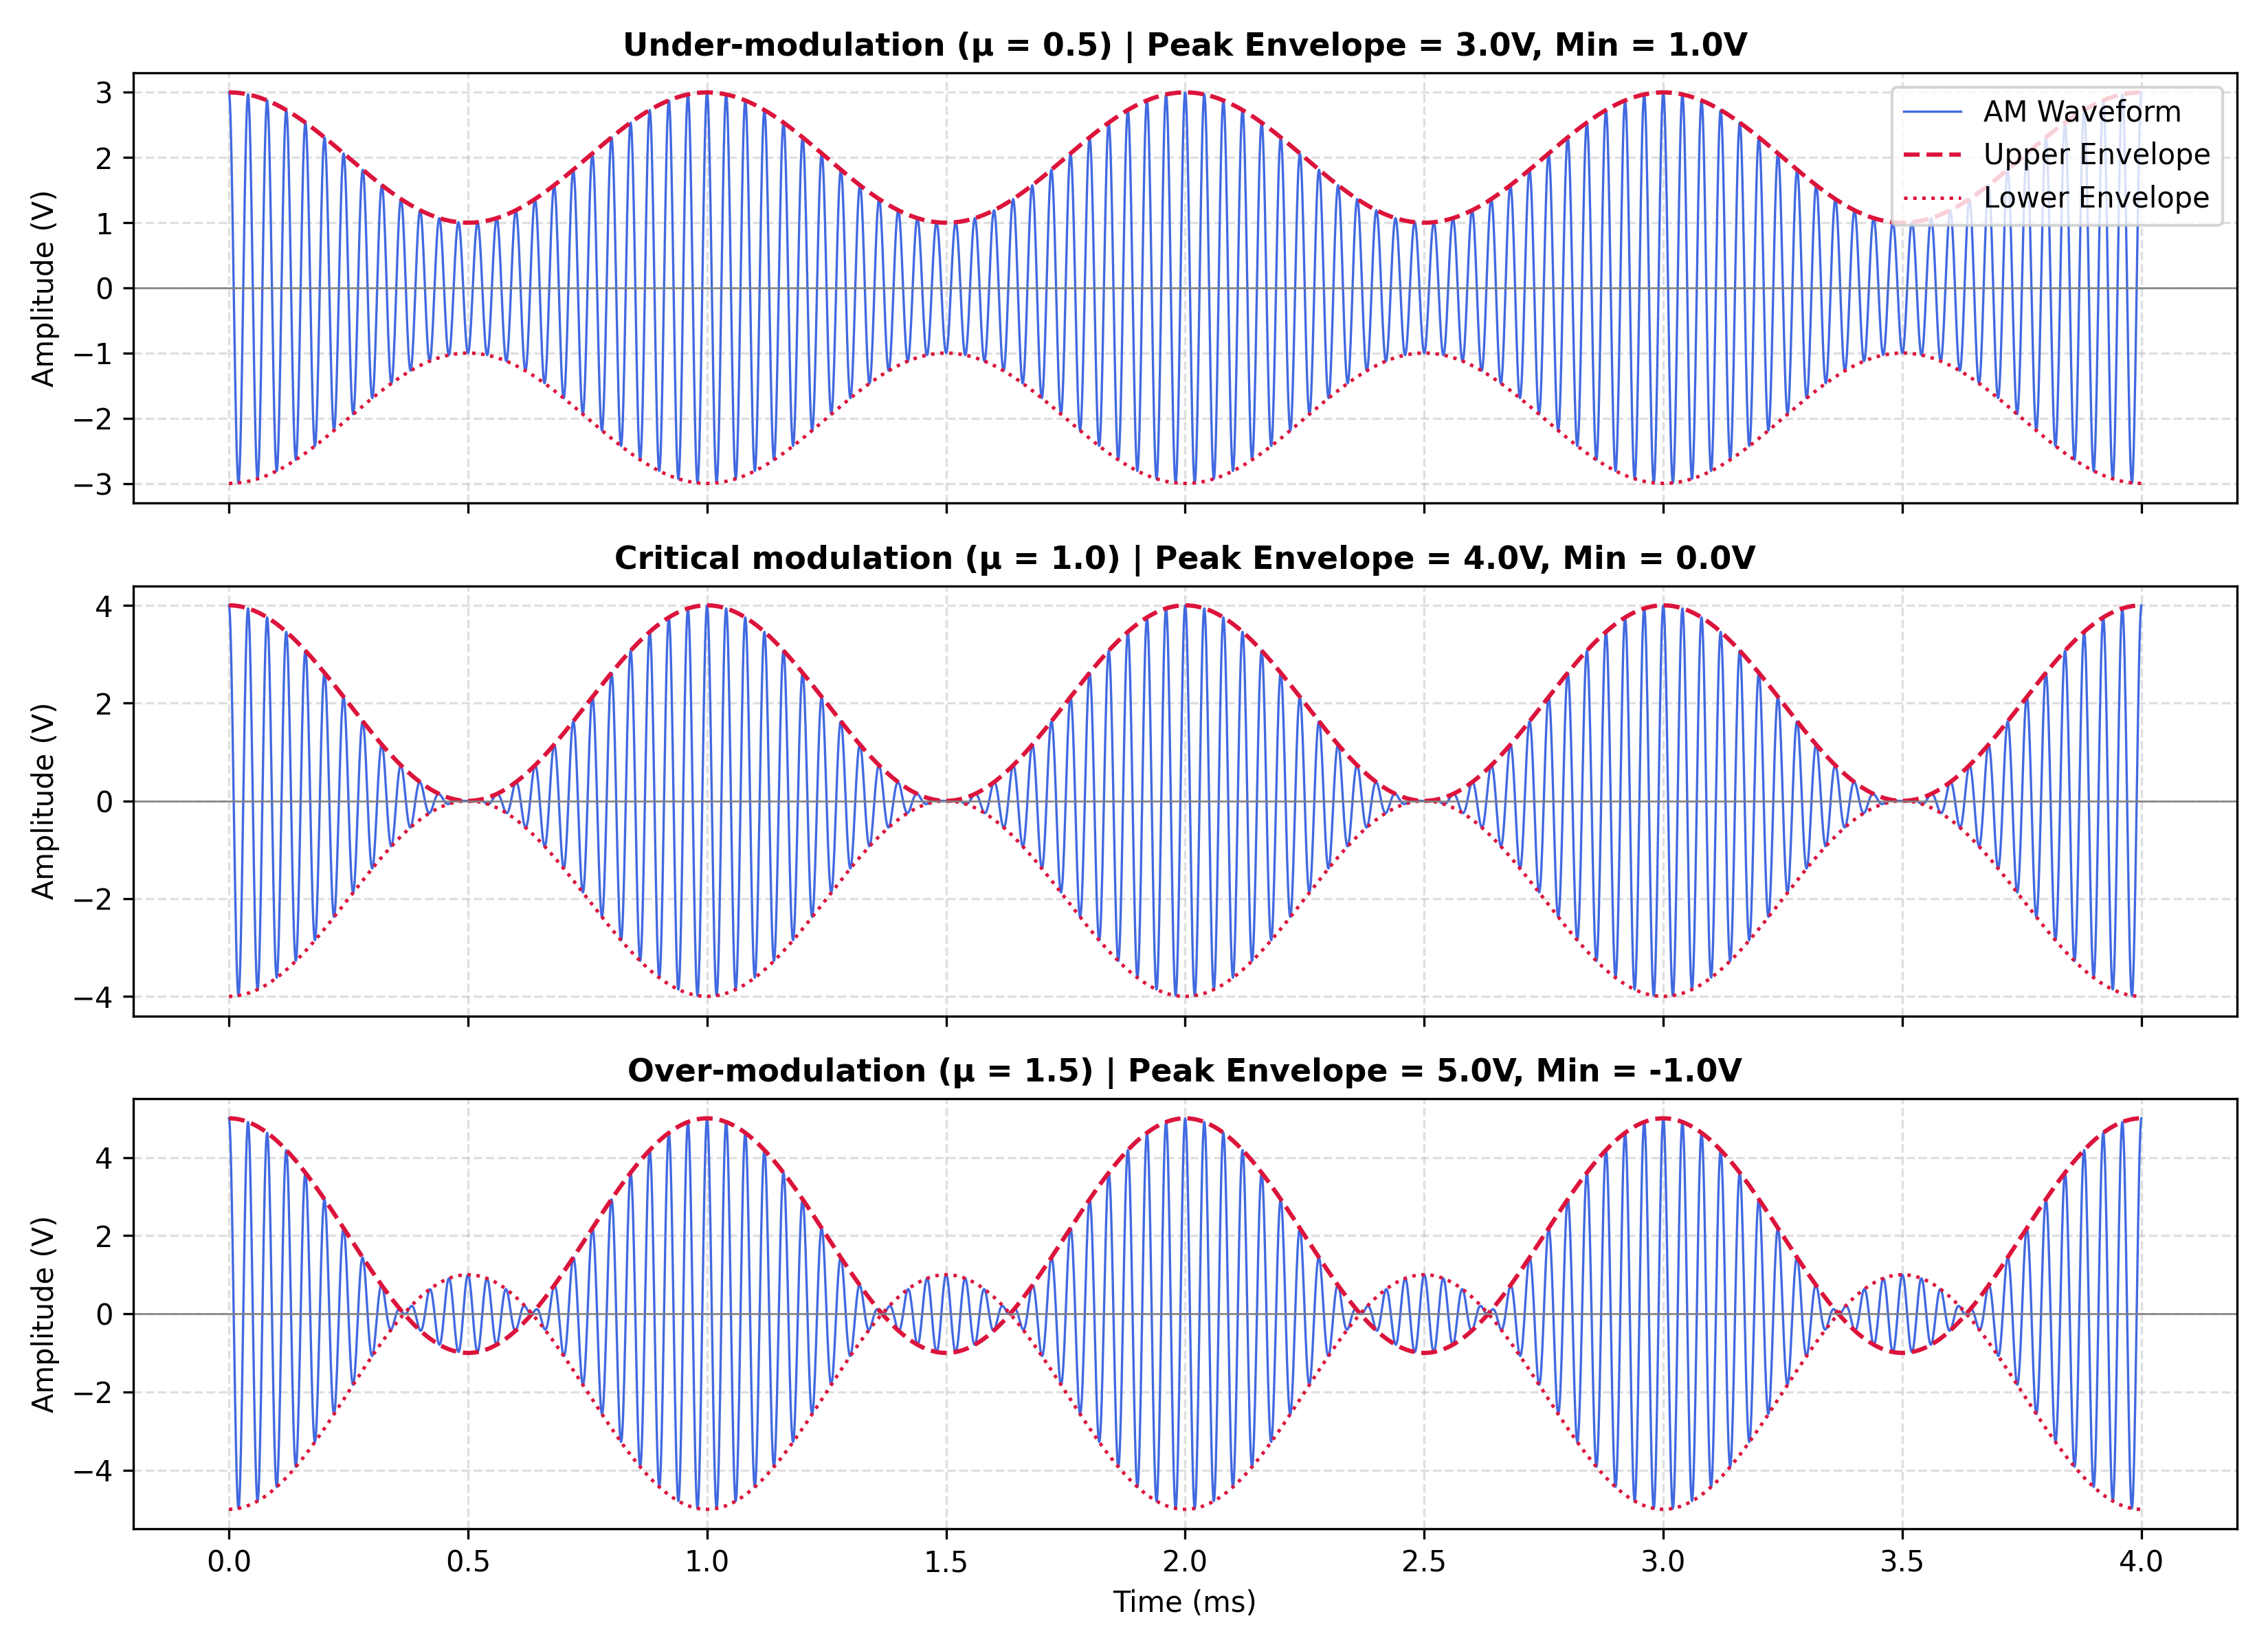 Under-modulation (μ = 0.5) | Peak Envelope = 3.0V, Min = 1.0V
3
2
1
0
−1
−2
−3
Amplitude (V)
AM Waveform
Upper Envelope
Lower Envelope
Critical modulation (μ = 1.0) | Peak Envelope = 4.0V, Min = 0.0V
4
2
0
−2
−4
Amplitude (V)
Over-modulation (μ = 1.5) | Peak Envelope = 5.0V, Min = -1.0V
4
2
0
−2
−4
Amplitude (V)
0.0 0.5 1.0 1.5 2.0 2.5 3.0 3.5 4.0
Time (ms)